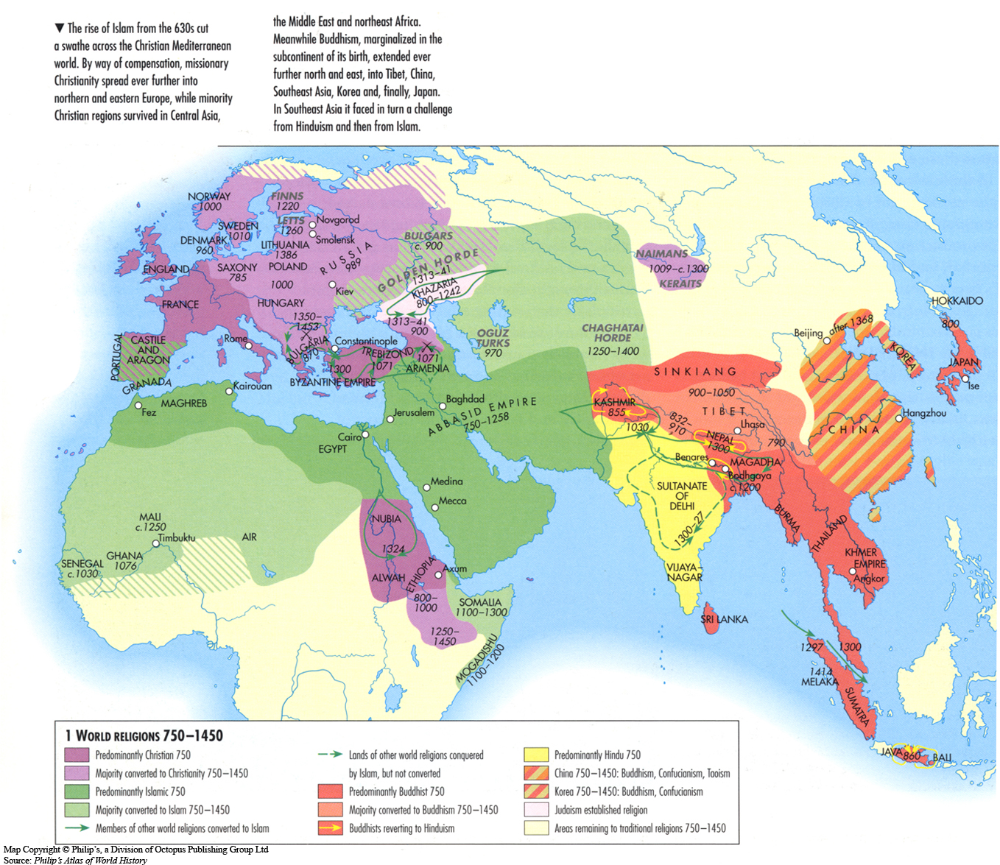 ▼ The rise of Islam from the 630s cut
a swathe across the Christian Mediterranean
world. By way of compensation, missionary
Christianity spread ever further into
northern and eastern Europe, while minority
Christian regions survived in Central Asia,
the Middle East and northeast Africa.
Meanwhile Buddhism, marginalized in the
subcontinent of its birth, extended ever
further north and east, into Tibet, China,
Southeast Asia, Korea and, finally, Japan.
In Southeast Asia it faced in turn a challenge
from Hinduism and then from Islam.
NORWAY
1000
FINNS
1220
SWEDEN
1010
LETTS
1260
Novgorod
Smolensk
DENMARK
960
LITHUANIA
1386
RUSSIA
989
BULGARS
c. 900
GOLDEN HORDE
1313–41
KHAZARIA
800–1242
1313–41
900
NAIMANS
1009–c.1300
KERAITS
ENGLAND
SAXONY
785
POLAND
1000
Kiev
FRANCE
HUNGARY
1350–
1453
BULGARIA
870
Rome
Constantinople
TREBIZOND
1071
1071
ARMENIA
1300
BYZANTINE EMPIRE
PORTUGAL
CASTILE
AND
ARAGON
GRANADA
Fez
MAGHREB
Kairouan
OGUZ
TURKS
970
CHAGHATAI
HORDE
1250–1400
HOKKAIDO
800
Beijing
after 1368
KOREA
JAPAN
Ise
SINKIANG
900–1050
TIBET
Lhasa
790
KASHMIR
855
1030
832–
910
NEPAL
1300
CHINA
Hangzhou
Baghdad
Jerusalem
ABBASID EMPIRE
750–1258
Cairo
EGYPT
Medina
Mecca
Benares
MAGADHA
Bodhgaya
c.1200
SULTANATE
OF
DELHI
1300–27
VIJAYA-
NAGAR
SRI LANKA
BURMA
THAILAND
KHMER
EMPIRE
Angkor
MALI
c.1250
Timbuktu
AIR
GHANA
1076
SENEGAL
c.1030
NUBIA
1324
ALWAH
ETHIOPIA
Axum
800–
1000
1250–
1450
SOMALIA
1100–1300
MOGADISHU
1100–1200
1297
1300
1414
MELAKA
SUMATRA
JAVA
860
BALI
1 WORLD RELIGIONS 750–1450
Predominantly Christian 750
Majority converted to Christianity 750–1450
Predominantly Islamic 750
Majority converted to Islam 750–1450
Members of other world religions converted to Islam
Lands of other world religions conquered
by Islam, but not converted
Predominantly Buddhist 750
Majority converted to Buddhism 750–1450
Buddhists reverting to Hinduism
Predominantly Hindu 750
China 750–1450: Buddhism, Confucianism, Taoism
Korea 750–1450: Buddhism, Confucianism
Judaism established religion
Areas remaining to traditional religions 750–1450
Map Copyright © Philip's, a Division of Octopus Publishing Group Ltd
Source: Philip's Atlas of World History